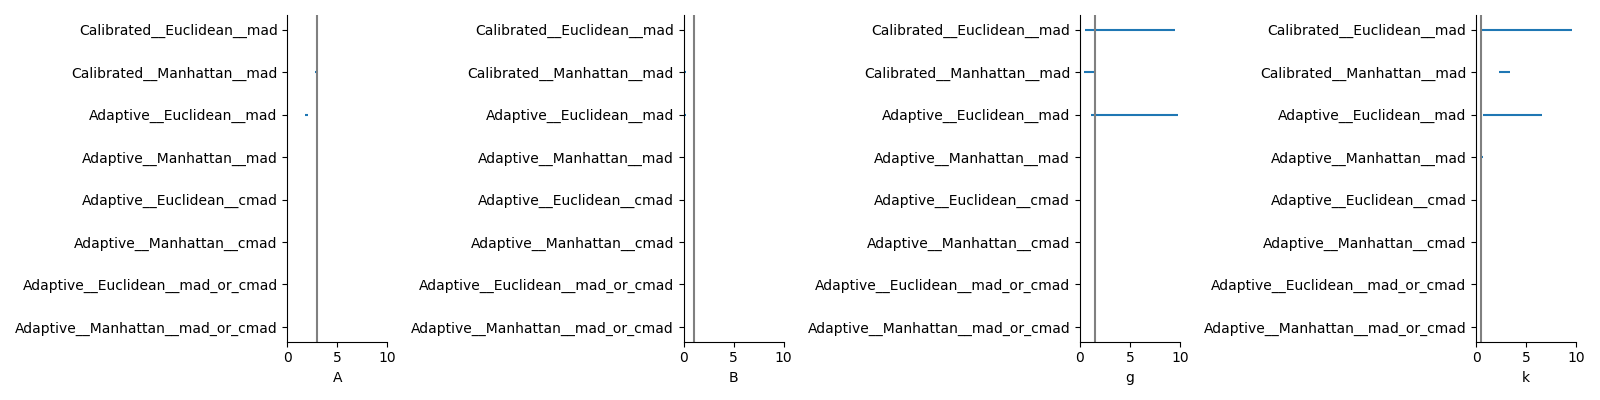 Calibrated__Euclidean__mad
Calibrated__Manhattan__mad
Adaptive__Euclidean__mad
Adaptive__Manhattan__mad
Adaptive__Euclidean__cmad
Adaptive__Manhattan__cmad
Adaptive__Euclidean__mad_or_cmad
Adaptive__Manhattan__mad_or_cmad
0 5 10
A
Calibrated__Euclidean__mad
Calibrated__Manhattan__mad
Adaptive__Euclidean__mad
Adaptive__Manhattan__mad
Adaptive__Euclidean__cmad
Adaptive__Manhattan__cmad
Adaptive__Euclidean__mad_or_cmad
Adaptive__Manhattan__mad_or_cmad
0 5 10
B
Calibrated__Euclidean__mad
Calibrated__Manhattan__mad
Adaptive__Euclidean__mad
Adaptive__Manhattan__mad
Adaptive__Euclidean__cmad
Adaptive__Manhattan__cmad
Adaptive__Euclidean__mad_or_cmad
Adaptive__Manhattan__mad_or_cmad
0 5 10
g
Calibrated__Euclidean__mad
Calibrated__Manhattan__mad
Adaptive__Euclidean__mad
Adaptive__Manhattan__mad
Adaptive__Euclidean__cmad
Adaptive__Manhattan__cmad
Adaptive__Euclidean__mad_or_cmad
Adaptive__Manhattan__mad_or_cmad
0 5 10
k